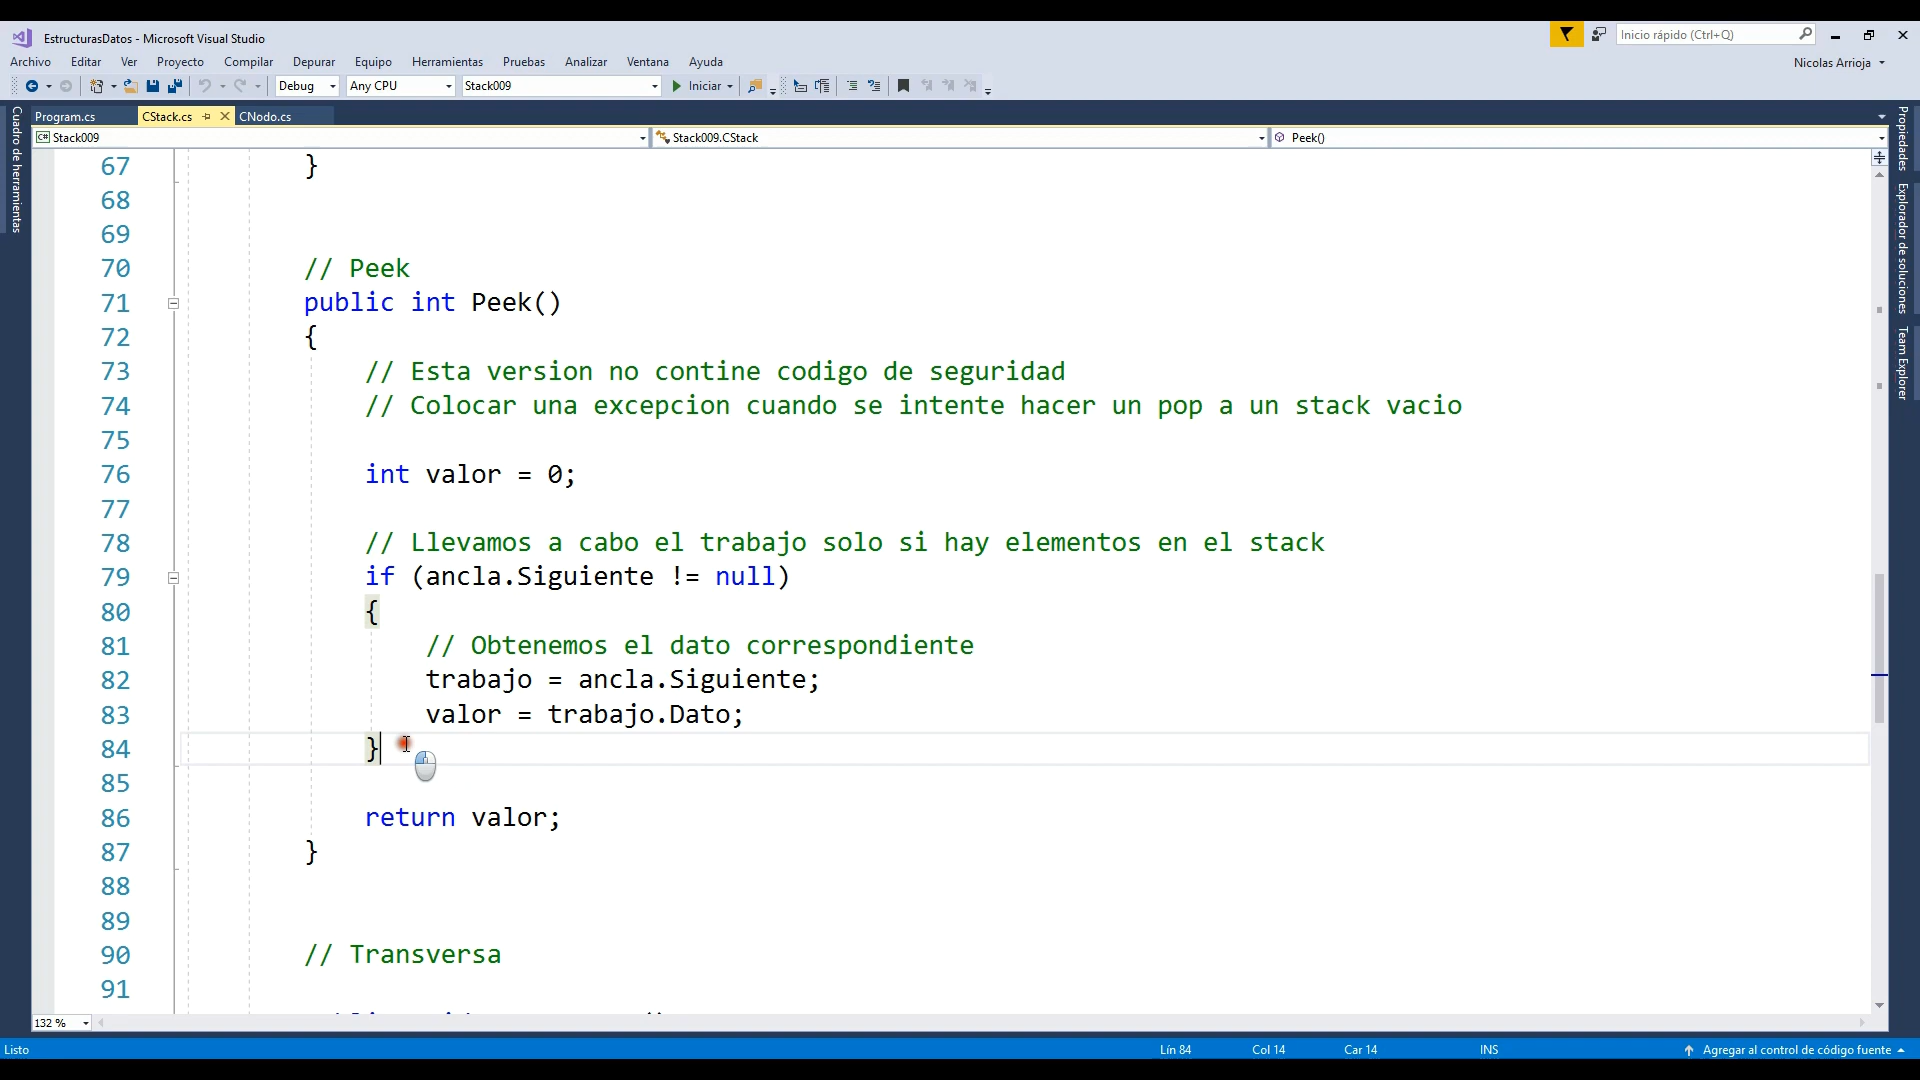 EstructurasDatos - Microsoft Visual Studio
Inicio rápido (Ctrl+Q)
Archivo Editar Ver Proyecto Compilar Depurar Equipo Herramientas Pruebas Analizar Ventana Ayuda
Nicolas Arrioja
Debug Any CPU Stack009 Iniciar
Program.cs CStack.cs CNodo.cs
Stack009 Stack009.CStack Peek()
Cuadro de herramientas
Propiedades
Explorador de soluciones
Team Explorer
67 }
68
69
70 // Peek
71 public int Peek()
72 {
73 // Esta version no contine codigo de seguridad
74 // Colocar una excepcion cuando se intente hacer un pop a un stack vacio
75
76 int valor = 0;
77
78 // Llevamos a cabo el trabajo solo si hay elementos en el stack
79 if (ancla.Siguiente != null)
80 {
81 // Obtenemos el dato correspondiente
82 trabajo = ancla.Siguiente;
83 valor = trabajo.Dato;
84 }
85
86 return valor;
87 }
88
89
90 // Transversa
91
132 %
Listo Lín 84 Col 14 Car 14 INS Agregar al control de código fuente